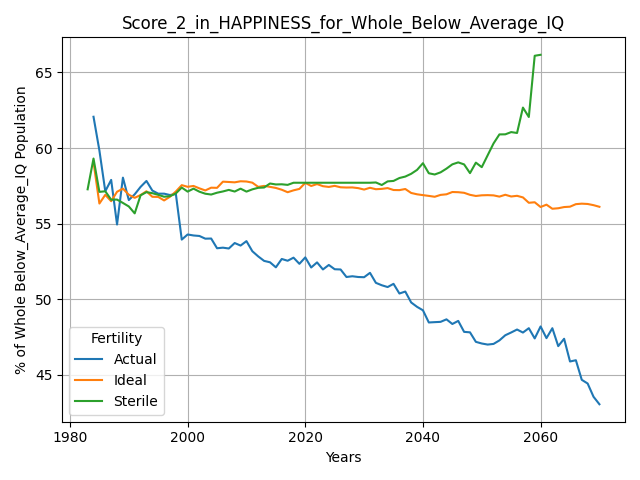 Score_2_in_HAPPINESS_for_Whole_Below_Average_IQ
% of Whole Below_Average_IQ Population
65
60
55
50
45
Fertility
Actual
Ideal
Sterile
1980
2000
2020
2040
2060
Years